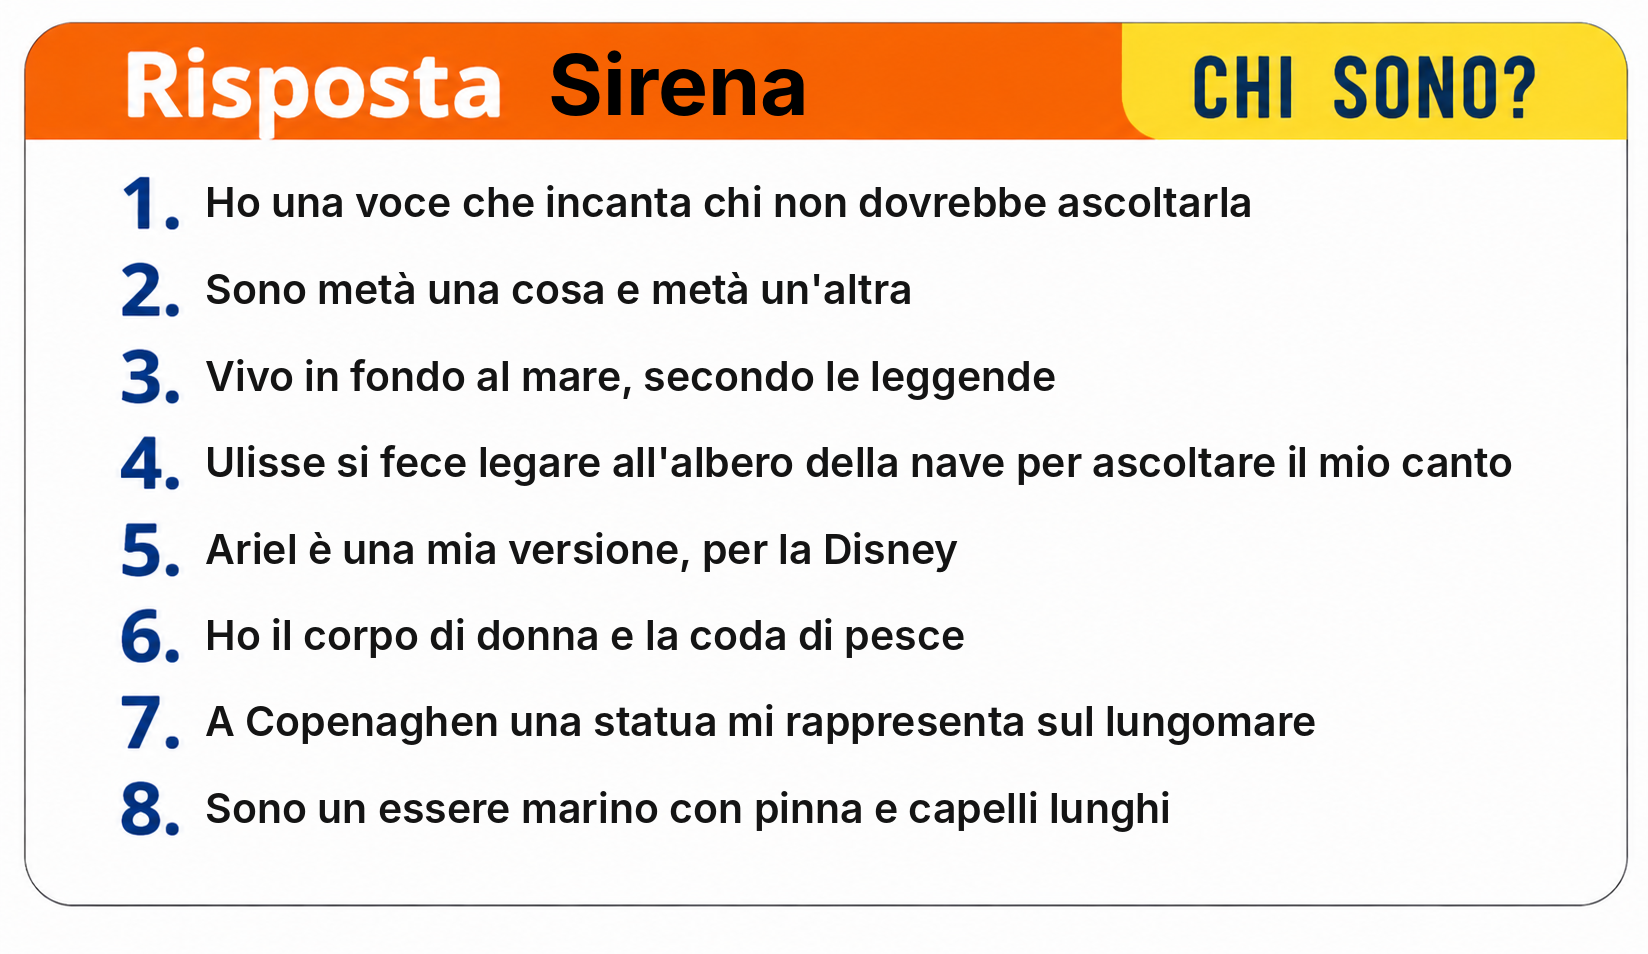 Risposta Sirena CHI SONO?
1. Ho una voce che incanta chi non dovrebbe ascoltarla
2. Sono metà una cosa e metà un'altra
3. Vivo in fondo al mare, secondo le leggende
4. Ulisse si fece legare all'albero della nave per ascoltare il mio canto
5. Ariel è una mia versione, per la Disney
6. Ho il corpo di donna e la coda di pesce
7. A Copenaghen una statua mi rappresenta sul lungomare
8. Sono un essere marino con pinna e capelli lunghi